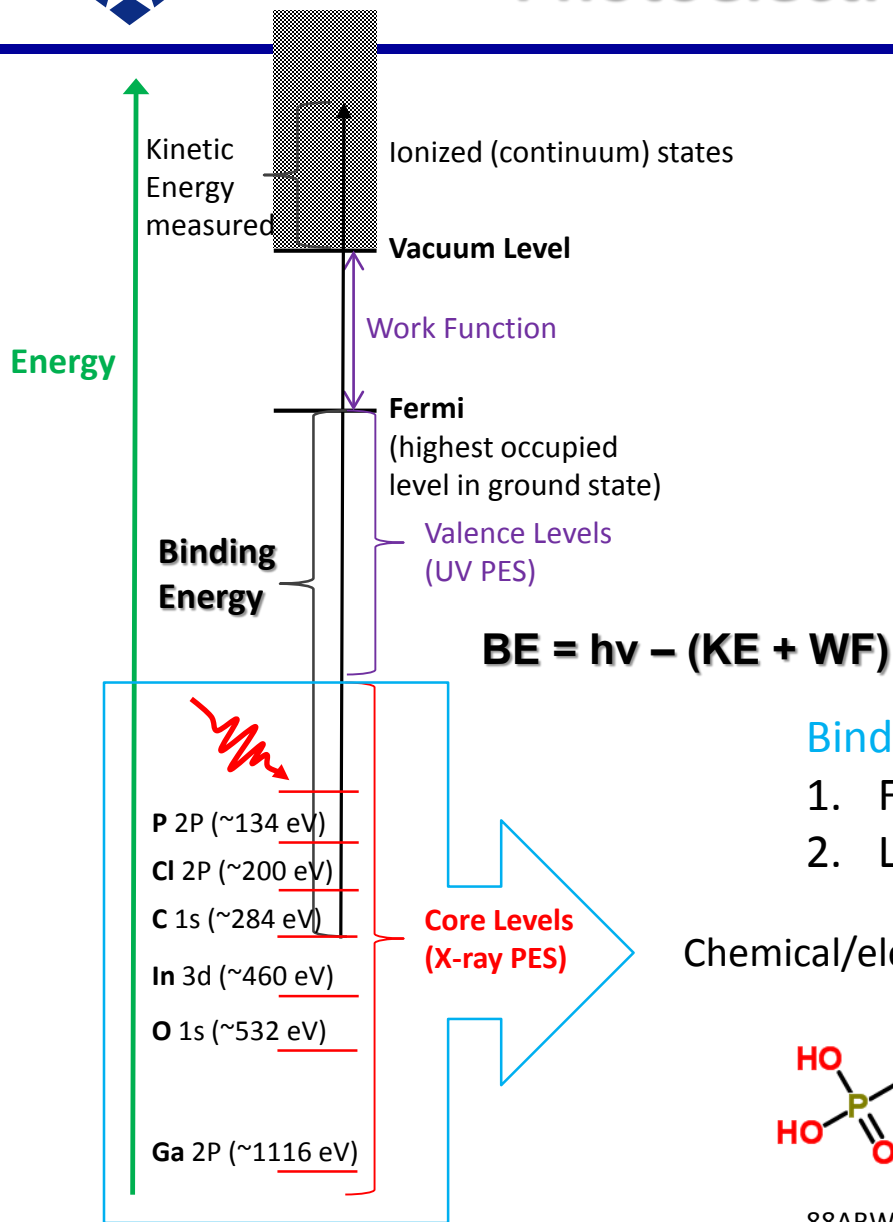 Kinetic
Energy
measured
Ionized (continuum) states
Vacuum Level
Work Function
Energy
Fermi
(highest occupied
level in ground state)
Valence Levels
(UV PES)
Binding
Energy
BE = hv – (KE + WF)
Bind
1.
2.
P 2P (~134 eV)
Cl 2P (~200 eV)
C 1s (~284 eV)
In 3d (~460 eV)
O 1s (~532 eV)
Ga 2P (~1116 eV)
Core Levels
(X-ray PES)
Chemical/ele
HO
P
HO
O